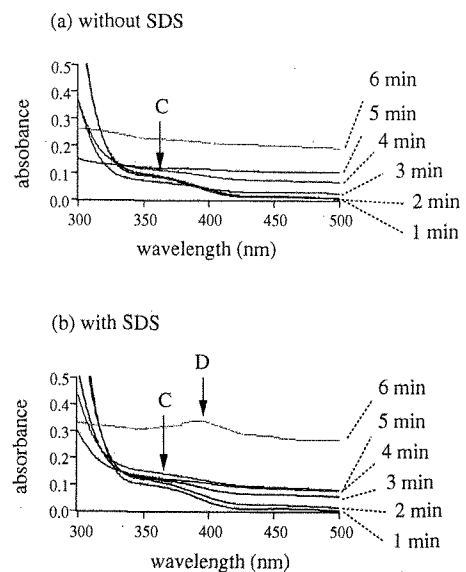 (a) without SDS
C
0.5
0.4
0.3
0.2
0.1
0.0
absobance
300
350
400
450
500
wavelength (nm)
6 min
5 min
4 min
3 min
2 min
1 min
(b) with SDS
D
C
0.5
0.4
0.3
0.2
0.1
0.0
absorbance
300
350
400
450
500
wavelength (nm)
6 min
5 min
4 min
3 min
2 min
1 min